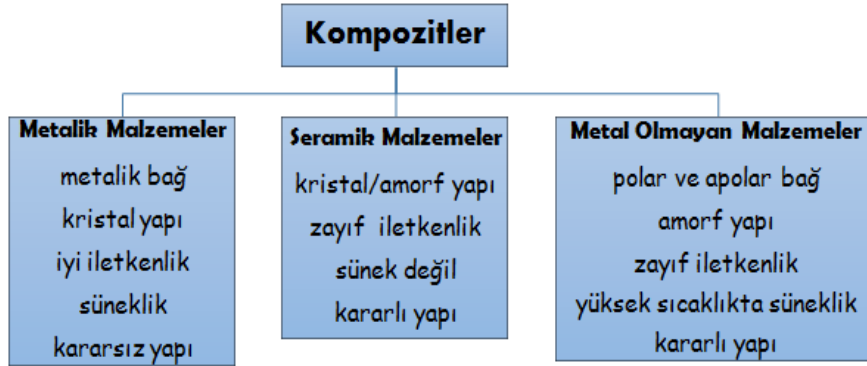 Kompozitler
Metalik Malzemeler
metalik bağ
kristal yapı
iyi iletkenlik
süneklik
kararsız yapı
Seramik Malzemeler
kristal/amorf yapı
zayıf iletkenlik
sünek değil
kararlı yapı
Metal Olmayan Malzemeler
polar ve apolar bağ
amorf yapı
zayıf iletkenlik
yüksek sıcaklıkta süneklik
kararlı yapı